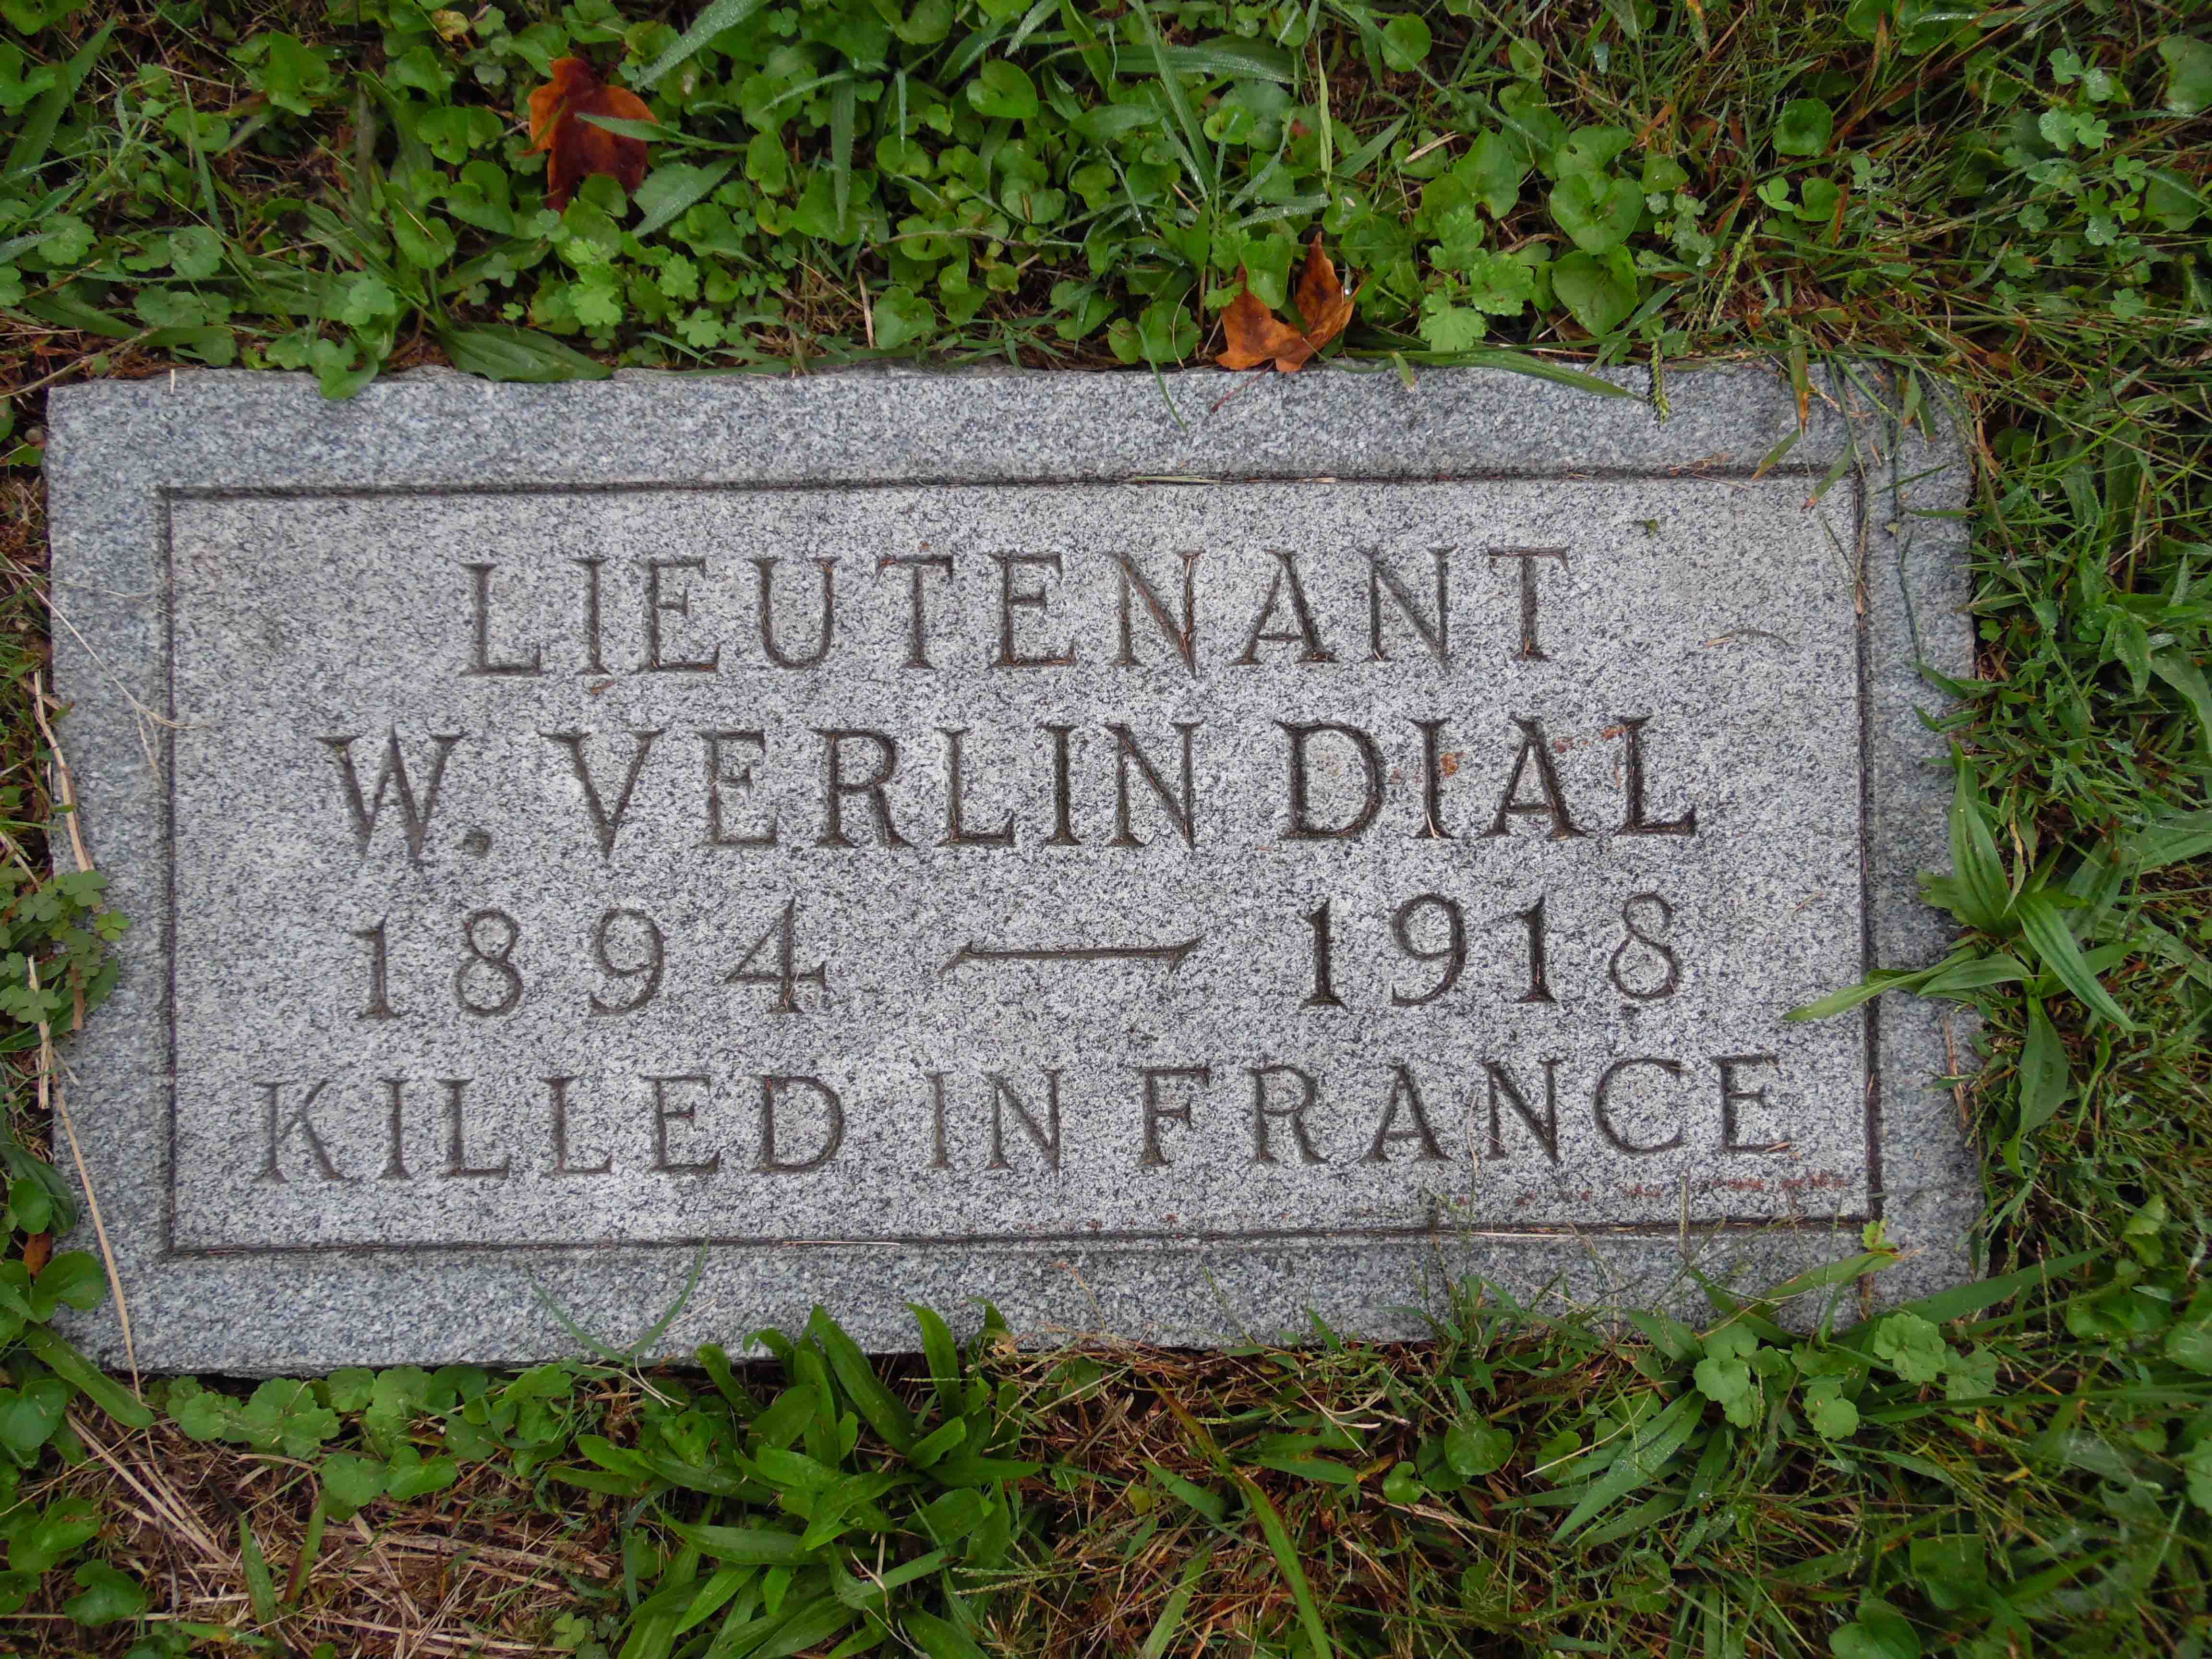 LIEUTENANT
W. VERLIN DIAL
1894 — 1918
KILLED IN FRANCE